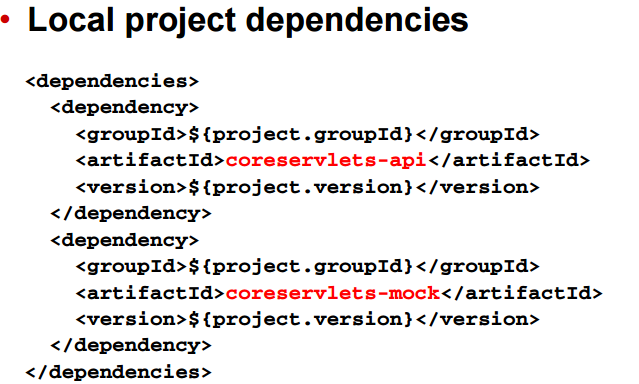 • Local project dependencies
<dependencies>
  <dependency>
    <groupId>${project.groupId}</groupId>
    <artifactId>coreservlets-api</artifactId>
    <version>${project.version}</version>
  </dependency>
  <dependency>
    <groupId>${project.groupId}</groupId>
    <artifactId>coreservlets-mock</artifactId>
    <version>${project.version}</version>
  </dependency>
</dependencies>